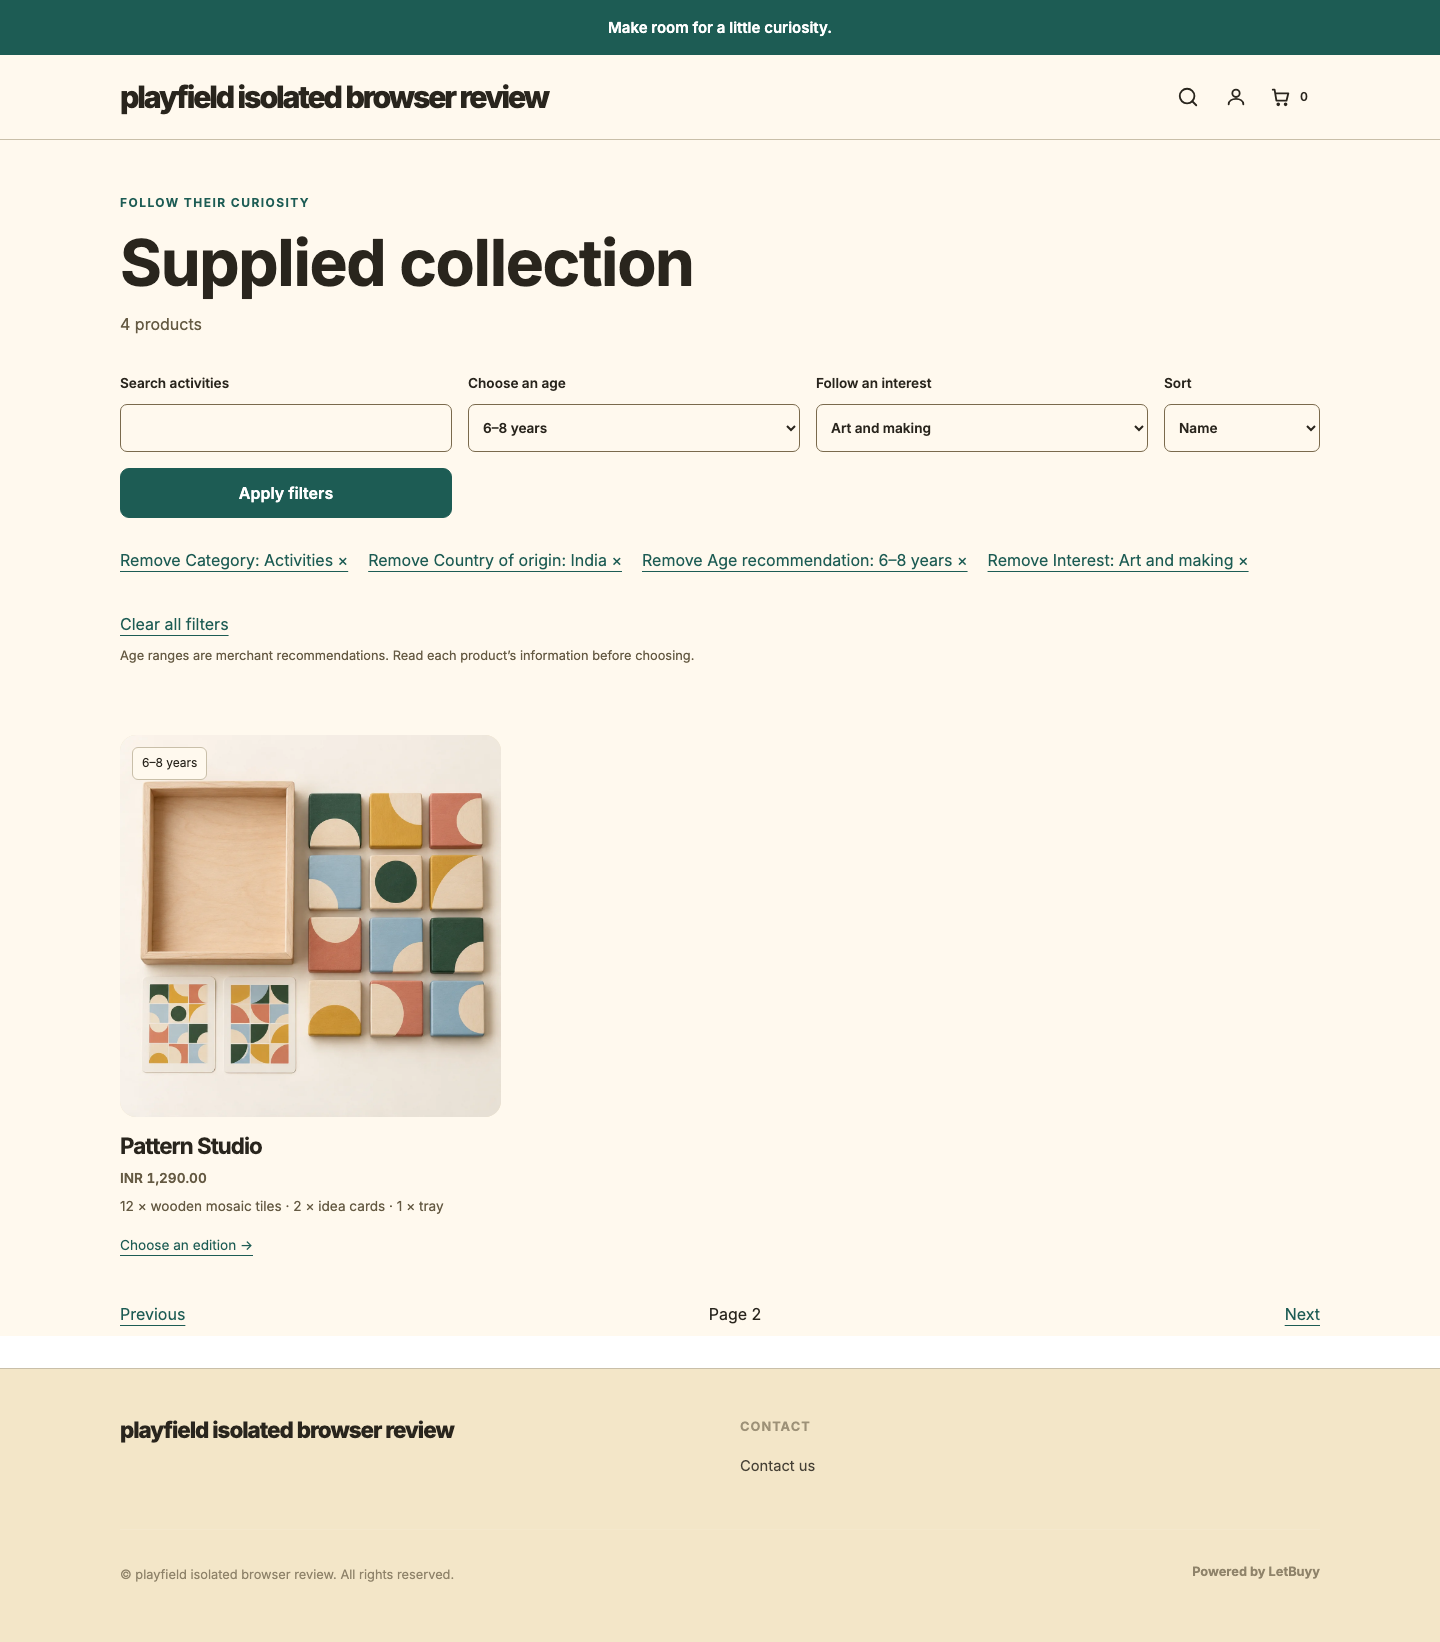 Make room for a little curiosity.
playfield isolated browser review
0
FOLLOW THEIR CURIOSITY
Supplied collection
4 products
Search activities
Choose an age
Follow an interest
Sort
6–8 years
Art and making
Name
Apply filters
Remove Category: Activities ×
Remove Country of origin: India ×
Remove Age recommendation: 6–8 years ×
Remove Interest: Art and making ×
Clear all filters
Age ranges are merchant recommendations. Read each product’s information before choosing.
6–8 years
Pattern Studio
INR 1,290.00
12 × wooden mosaic tiles · 2 × idea cards · 1 × tray
Choose an edition →
Previous
Page 2
Next
playfield isolated browser review
CONTACT
Contact us
© playfield isolated browser review. All rights reserved.
Powered by LetBuyy